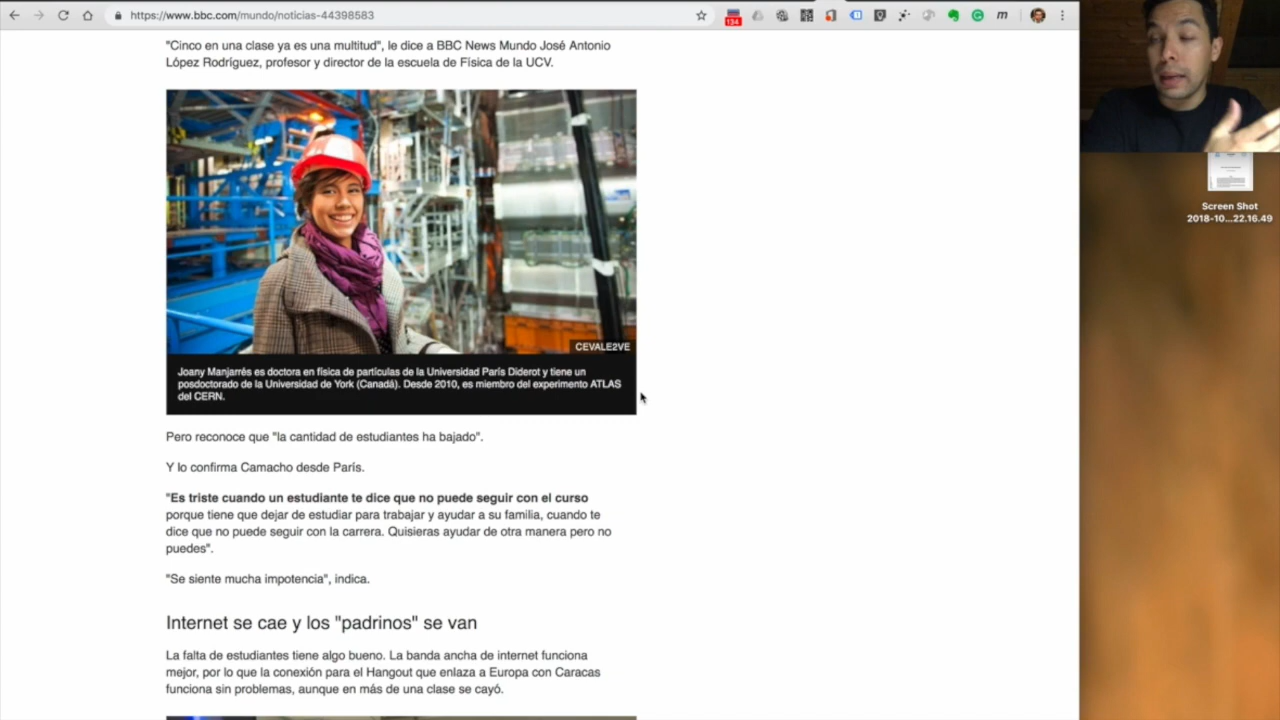 https://www.bbc.com/mundo/noticias-44398583
134
m
"Cinco en una clase ya es una multitud", le dice a BBC News Mundo José Antonio
López Rodríguez, profesor y director de la escuela de Física de la UCV.
CEVALE2VE
Joany Manjarrés es doctora en física de partículas de la Universidad París Diderot y tiene un
posdoctorado de la Universidad de York (Canadá). Desde 2010, es miembro del experimento ATLAS
del CERN.
Pero reconoce que "la cantidad de estudiantes ha bajado".
Y lo confirma Camacho desde París.
"Es triste cuando un estudiante te dice que no puede seguir con el curso
porque tiene que dejar de estudiar para trabajar y ayudar a su familia, cuando te
dice que no puede seguir con la carrera. Quisieras ayudar de otra manera pero no
puedes".
"Se siente mucha impotencia", indica.
Internet se cae y los "padrinos" se van
La falta de estudiantes tiene algo bueno. La banda ancha de internet funciona
mejor, por lo que la conexión para el Hangout que enlaza a Europa con Caracas
funciona sin problemas, aunque en más de una clase se cayó.
Screen Shot
2018-10...22.16.49